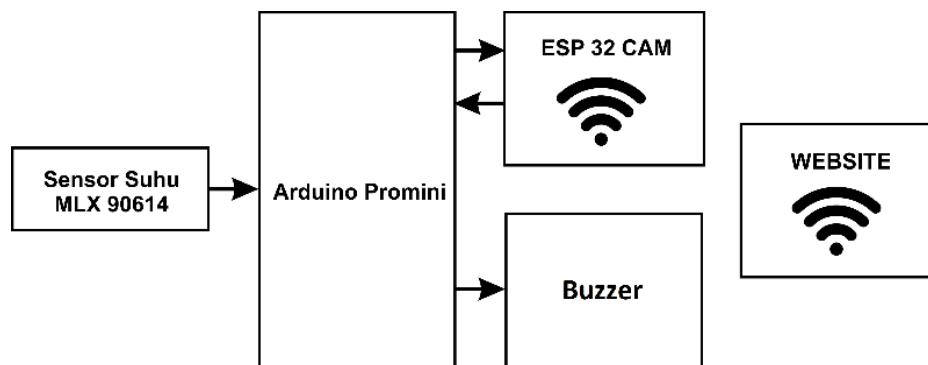 Sensor Suhu
MLX 90614
Arduino Promini
ESP 32 CAM
Buzzer
WEBSITE